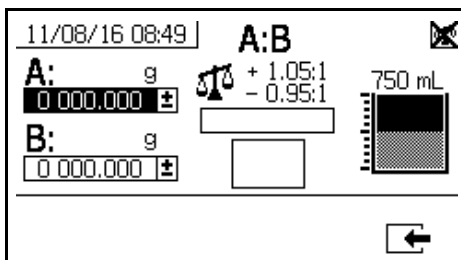 11/08/16 08:49
A:B
A: g
0 000.000 ±
+ 1.05:1
- 0.95:1
750 mL
B: g
0 000.000 ±